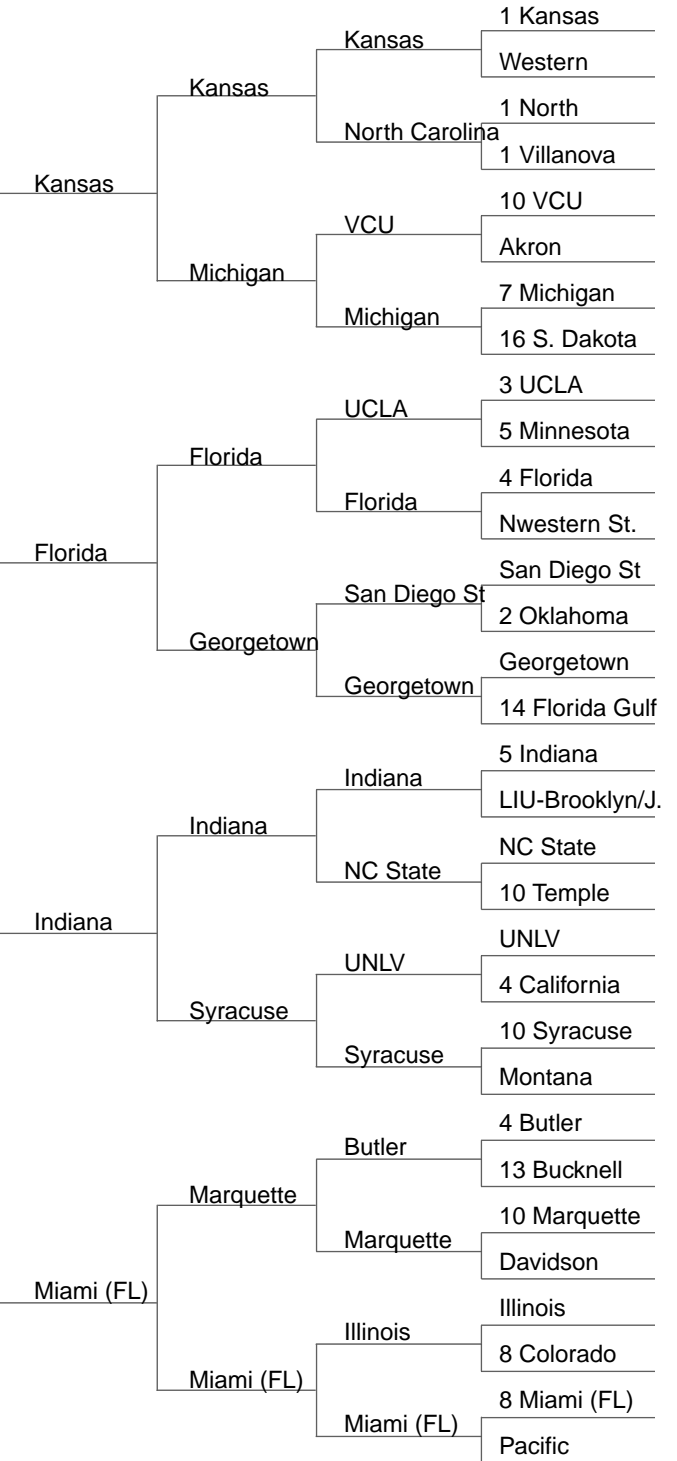 1 Kansas
Kansas
Western
Kansas
1 North
North Carolina
1 Villanova
Kansas
10 VCU
VCU
Akron
Michigan
7 Michigan
Michigan
16 S. Dakota
3 UCLA
UCLA
5 Minnesota
Florida
4 Florida
Florida
Nwestern St.
Florida
San Diego St
San Diego St
2 Oklahoma
Georgetown
Georgetown
Georgetown
14 Florida Gulf
5 Indiana
Indiana
LIU-Brooklyn/J.
Indiana
NC State
NC State
10 Temple
Indiana
UNLV
UNLV
4 California
Syracuse
10 Syracuse
Syracuse
Montana
4 Butler
Butler
13 Bucknell
Marquette
10 Marquette
Marquette
Davidson
Miami (FL)
Illinois
Illinois
8 Colorado
Miami (FL)
8 Miami (FL)
Miami (FL)
Pacific